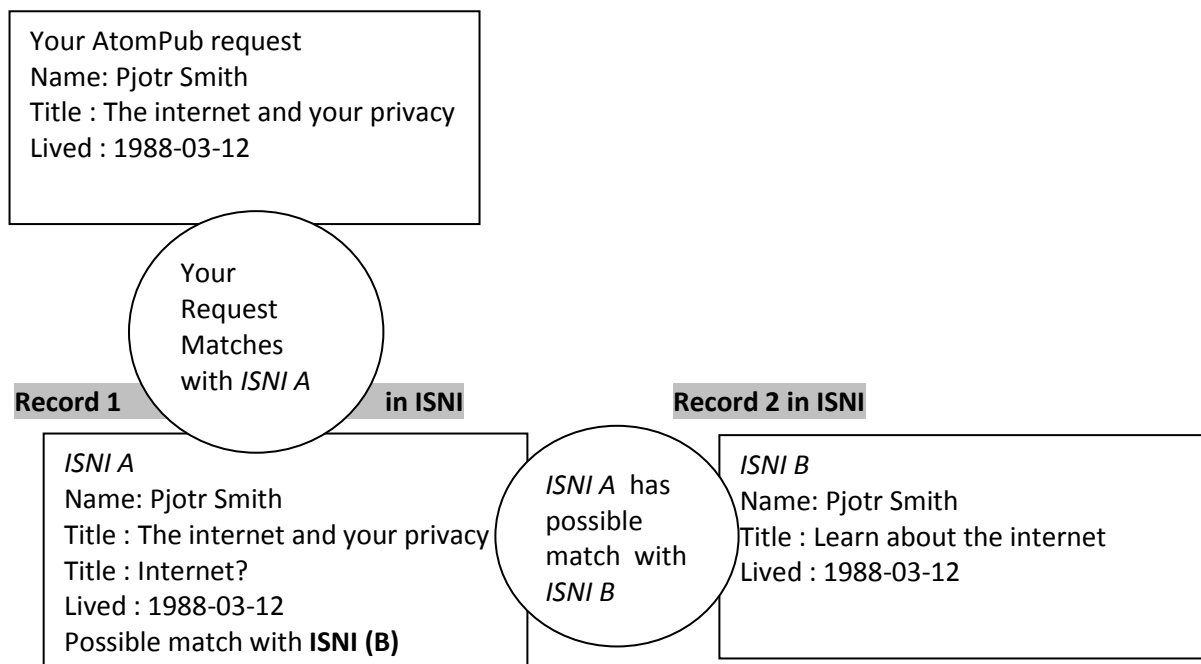 Your AtomPub request
Name: Pjotr Smith
Title : The internet and your privacy
Lived : 1988-03-12
Your
Request
Matches
with ISNI A
Record 1 in ISNI
ISNI A
Name: Pjotr Smith
Title : The internet and your privacy
Title : Internet?
Lived : 1988-03-12
Possible match with ISNI (B)
ISNI A has
possible
match with
ISNI B
Record 2 in ISNI
ISNI B
Name: Pjotr Smith
Title : Learn about the internet
Lived : 1988-03-12